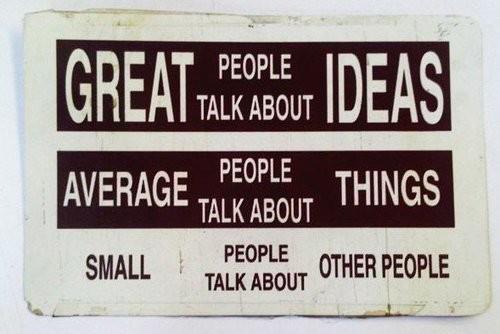 GREAT PEOPLE TALK ABOUT IDEAS
AVERAGE PEOPLE TALK ABOUT THINGS
SMALL PEOPLE TALK ABOUT OTHER PEOPLE